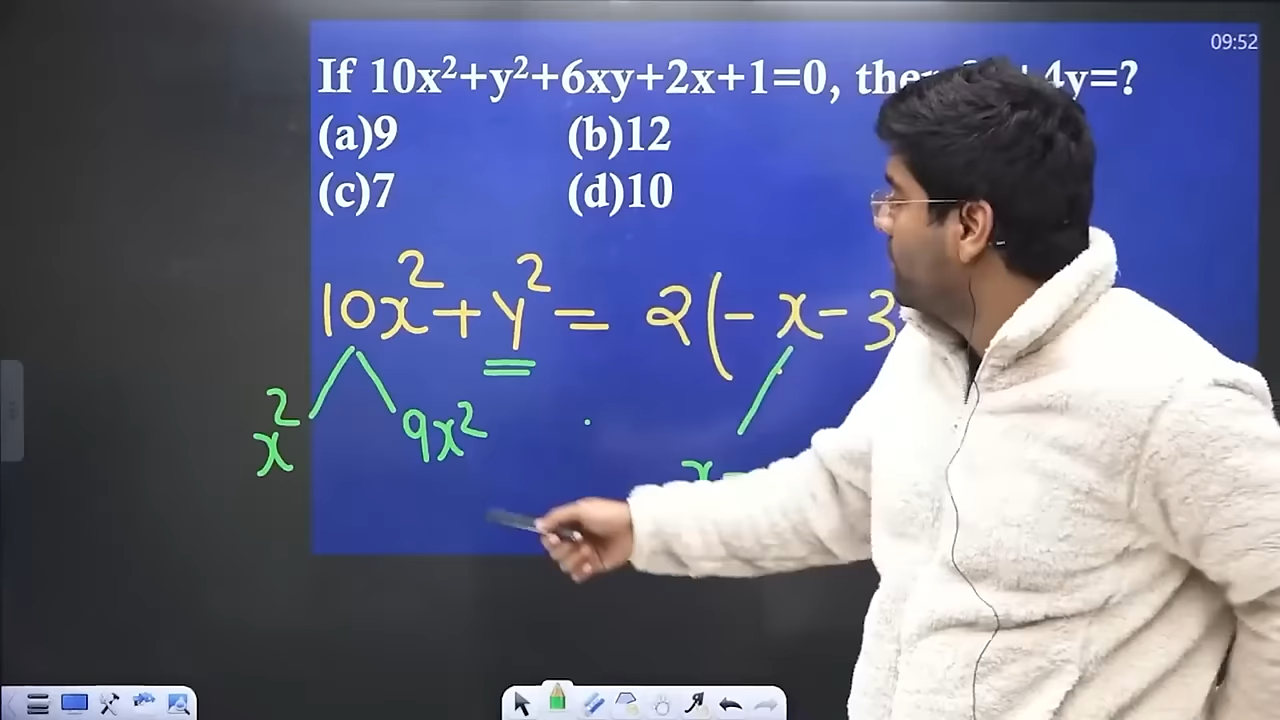 09:52
If 10x²+y²+6xy+2x+1=0, 4y=?
(a)9 (b)12
(c)7 (d)10
10x²+y²= 2(-x-3
x² 9x²